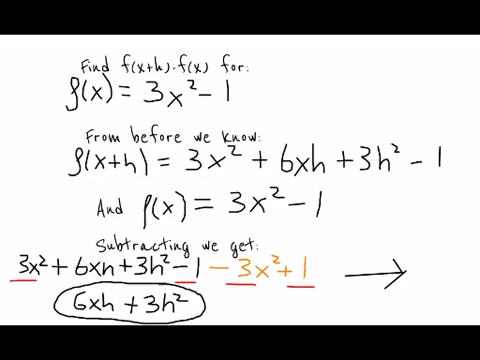 Find f(x+h)-f(x) for:
f(x) = 3x² - 1
From before we know:
f(x+h) = 3x² + 6xh + 3h² - 1
And f(x) = 3x² - 1
Subtracting we get:
3x² + 6xh + 3h² - 1 - 3x² + 1 →
6xh + 3h²